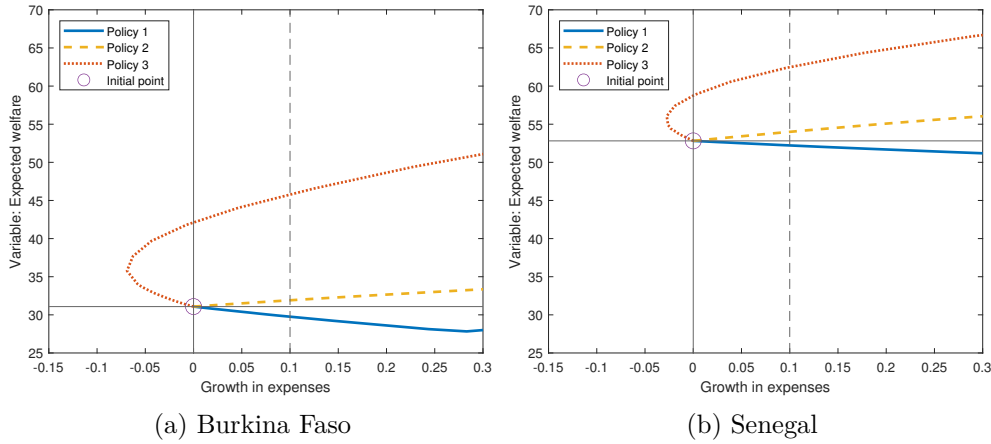 70
65
60
55
50
45
40
35
30
25
Variable: Expected welfare
Policy 1
Policy 2
Policy 3
Initial point
-0.15 -0.1 -0.05 0 0.05 0.1 0.15 0.2 0.25 0.3
Growth in expenses
(a) Burkina Faso
70
65
60
55
50
45
40
35
30
25
Variable: Expected welfare
Policy 1
Policy 2
Policy 3
Initial point
-0.15 -0.1 -0.05 0 0.05 0.1 0.15 0.2 0.25 0.3
Growth in expenses
(b) Senegal